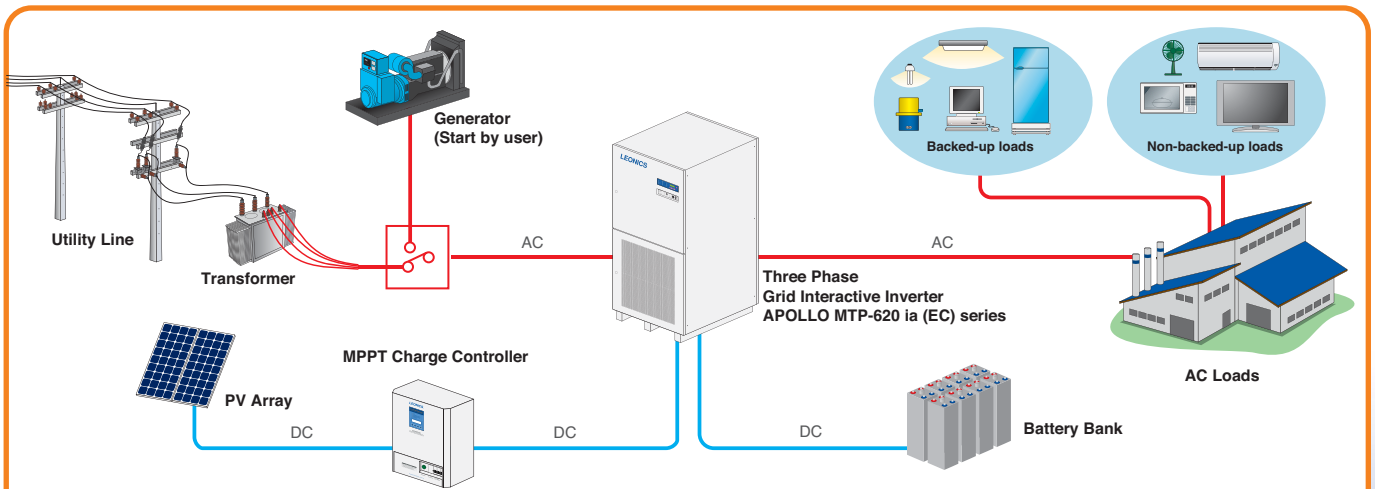 Generator
(Start by user)
Backed-up loads
Non-backed-up loads
LEONICS
Utility Line
Transformer
AC
AC
Three Phase
Grid Interactive Inverter
APOLLO MTP-620 ia (EC) series
AC Loads
MPPT Charge Controller
PV Array
LEONICS
DC
DC
DC
Battery Bank